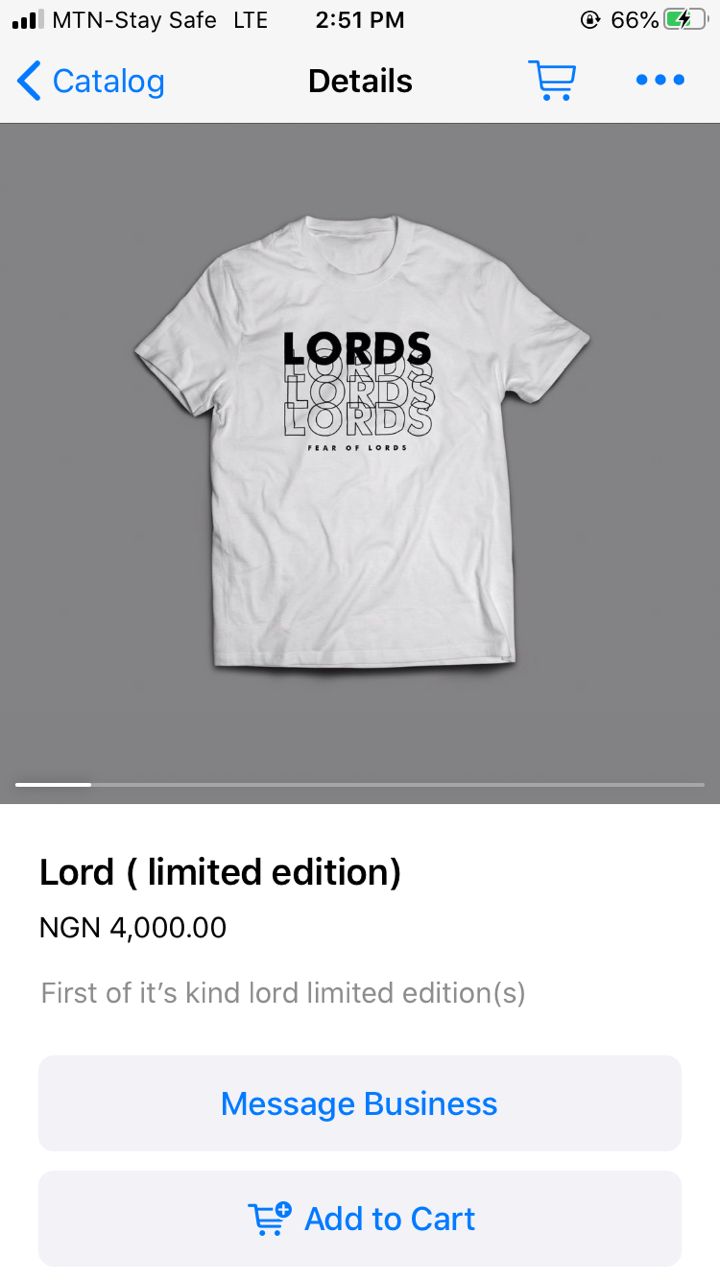 MTN-Stay Safe LTE 2:51 PM 66%
Catalog Details
LORDS
LORDS
LORDS
LORDS
FEAR OF LORDS
Lord ( limited edition)
NGN 4,000.00
First of it’s kind lord limited edition(s)
Message Business
Add to Cart